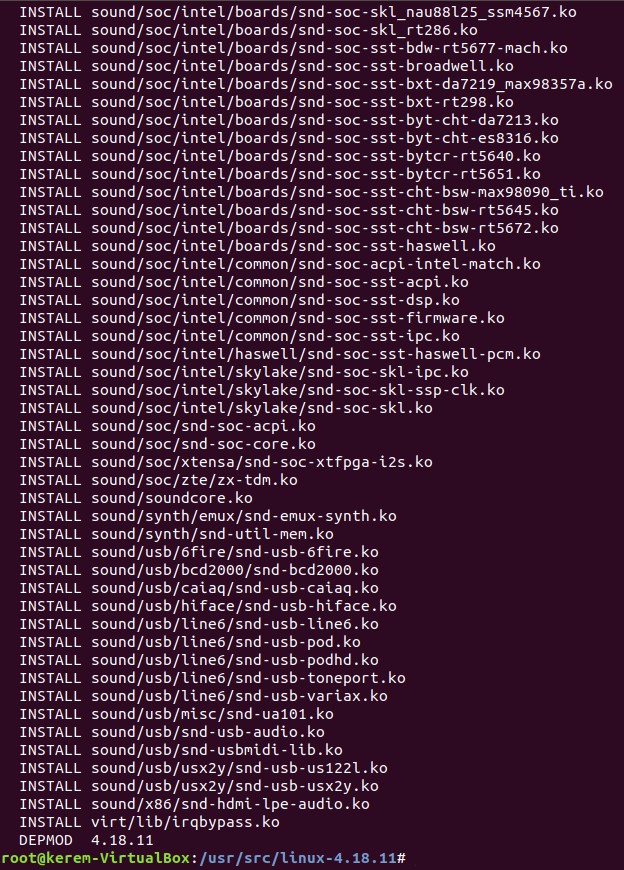 INSTALL sound/soc/intel/boards/snd-soc-skl_nau88l25_ssm4567.ko
INSTALL sound/soc/intel/boards/snd-soc-skl_rt286.ko
INSTALL sound/soc/intel/boards/snd-soc-sst-bdw-rt5677-mach.ko
INSTALL sound/soc/intel/boards/snd-soc-sst-broadwell.ko
INSTALL sound/soc/intel/boards/snd-soc-sst-bxt-da7219_max98357a.ko
INSTALL sound/soc/intel/boards/snd-soc-sst-bxt-rt298.ko
INSTALL sound/soc/intel/boards/snd-soc-sst-byt-cht-da7213.ko
INSTALL sound/soc/intel/boards/snd-soc-sst-byt-cht-es8316.ko
INSTALL sound/soc/intel/boards/snd-soc-sst-bytcr-rt5640.ko
INSTALL sound/soc/intel/boards/snd-soc-sst-bytcr-rt5651.ko
INSTALL sound/soc/intel/boards/snd-soc-sst-cht-bsw-max98090_ti.ko
INSTALL sound/soc/intel/boards/snd-soc-sst-cht-bsw-rt5645.ko
INSTALL sound/soc/intel/boards/snd-soc-sst-cht-bsw-rt5672.ko
INSTALL sound/soc/intel/boards/snd-soc-sst-haswell.ko
INSTALL sound/soc/intel/common/snd-soc-acpi-intel-match.ko
INSTALL sound/soc/intel/common/snd-soc-sst-acpi.ko
INSTALL sound/soc/intel/common/snd-soc-sst-dsp.ko
INSTALL sound/soc/intel/common/snd-soc-sst-firmware.ko
INSTALL sound/soc/intel/common/snd-soc-sst-ipc.ko
INSTALL sound/soc/intel/haswell/snd-soc-sst-haswell-pcm.ko
INSTALL sound/soc/intel/skylake/snd-soc-skl-ipc.ko
INSTALL sound/soc/intel/skylake/snd-soc-skl-ssp-clk.ko
INSTALL sound/soc/intel/skylake/snd-soc-skl.ko
INSTALL sound/soc/snd-soc-acpi.ko
INSTALL sound/soc/snd-soc-core.ko
INSTALL sound/soc/xtensa/snd-soc-xtfpga-i2s.ko
INSTALL sound/soc/zte/zx-tdm.ko
INSTALL sound/soundcore.ko
INSTALL sound/synth/emux/snd-emux-synth.ko
INSTALL sound/synth/snd-util-mem.ko
INSTALL sound/usb/6fire/snd-usb-6fire.ko
INSTALL sound/usb/bcd2000/snd-bcd2000.ko
INSTALL sound/usb/caiaq/snd-usb-caiaq.ko
INSTALL sound/usb/hiface/snd-usb-hiface.ko
INSTALL sound/usb/line6/snd-usb-line6.ko
INSTALL sound/usb/line6/snd-usb-pod.ko
INSTALL sound/usb/line6/snd-usb-podhd.ko
INSTALL sound/usb/line6/snd-usb-toneport.ko
INSTALL sound/usb/line6/snd-usb-variax.ko
INSTALL sound/usb/misc/snd-ua101.ko
INSTALL sound/usb/snd-usb-audio.ko
INSTALL sound/usb/snd-usbmidi-lib.ko
INSTALL sound/usb/usx2y/snd-usb-us122l.ko
INSTALL sound/usb/usx2y/snd-usb-usx2y.ko
INSTALL sound/x86/snd-hdmi-lpe-audio.ko
INSTALL virt/lib/irqbypass.ko
DEPMOD  4.18.11
root@kerem-VirtualBox:/usr/src/linux-4.18.11#